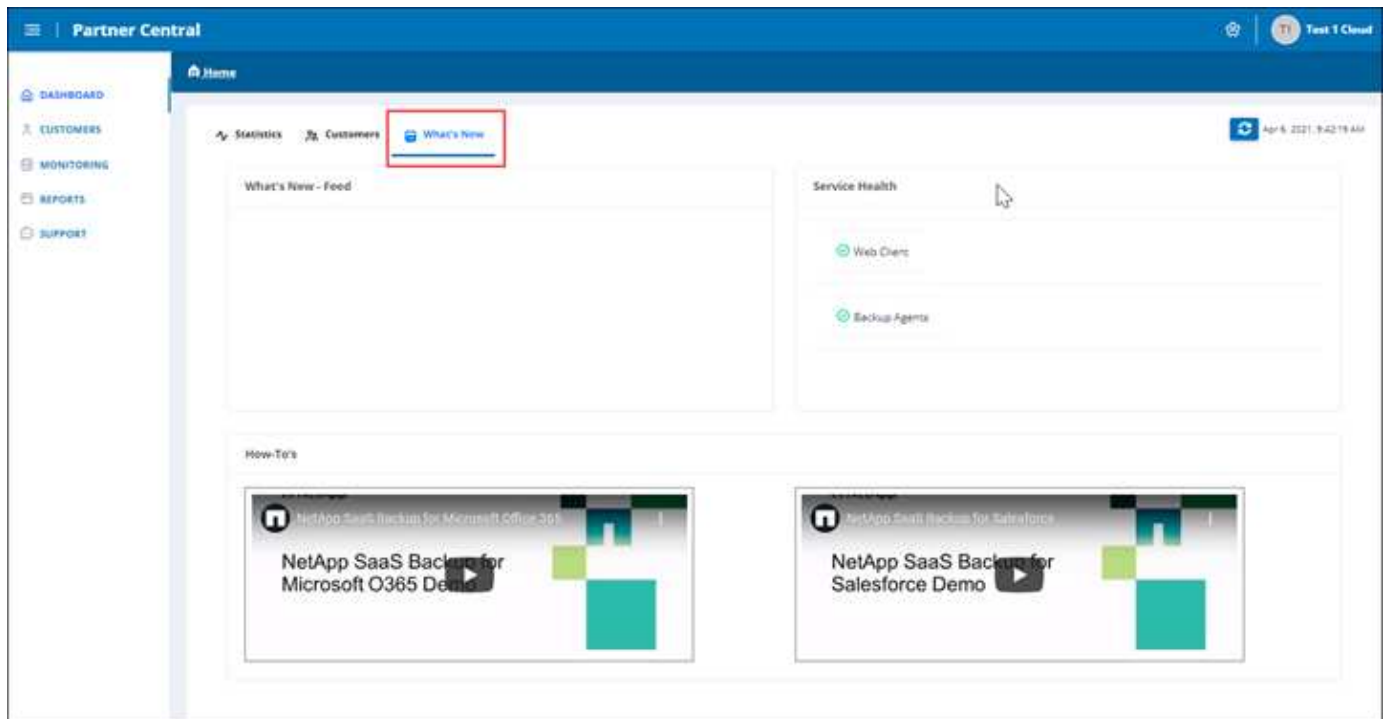 Partner Central
TI Test 1 Cloud
Home
DASHBOARD
CUSTOMERS
MONITORING
REPORTS
SUPPORT
Statistics Customers What's New
Apr 6, 2021, 9:42:19 AM
What's New - Feed
Service Health
Web Client
Backup Agents
How-To's
NetApp SaaS Backup for Microsoft Office 365
NetApp SaaS Backup for
Microsoft O365 Demo
NetApp SaaS Backup for Salesforce
NetApp SaaS Backup for
Salesforce Demo